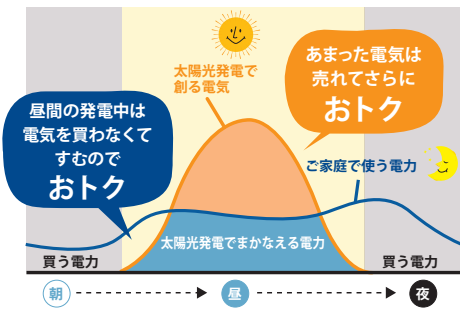 太陽光発電で
創る電気
あまった電気は
売れてさらに
おトク
昼間の発電中は
電気を買わなくて
すむので
おトク
ご家庭で使う電力
太陽光発電でまかなえる電力
買う電力
買う電力
朝
昼
夜